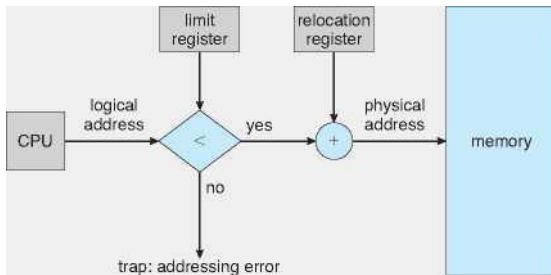 limit
register
relocation
register
logical
address
yes
physical
address
CPU
<
+
memory
no
trap: addressing error